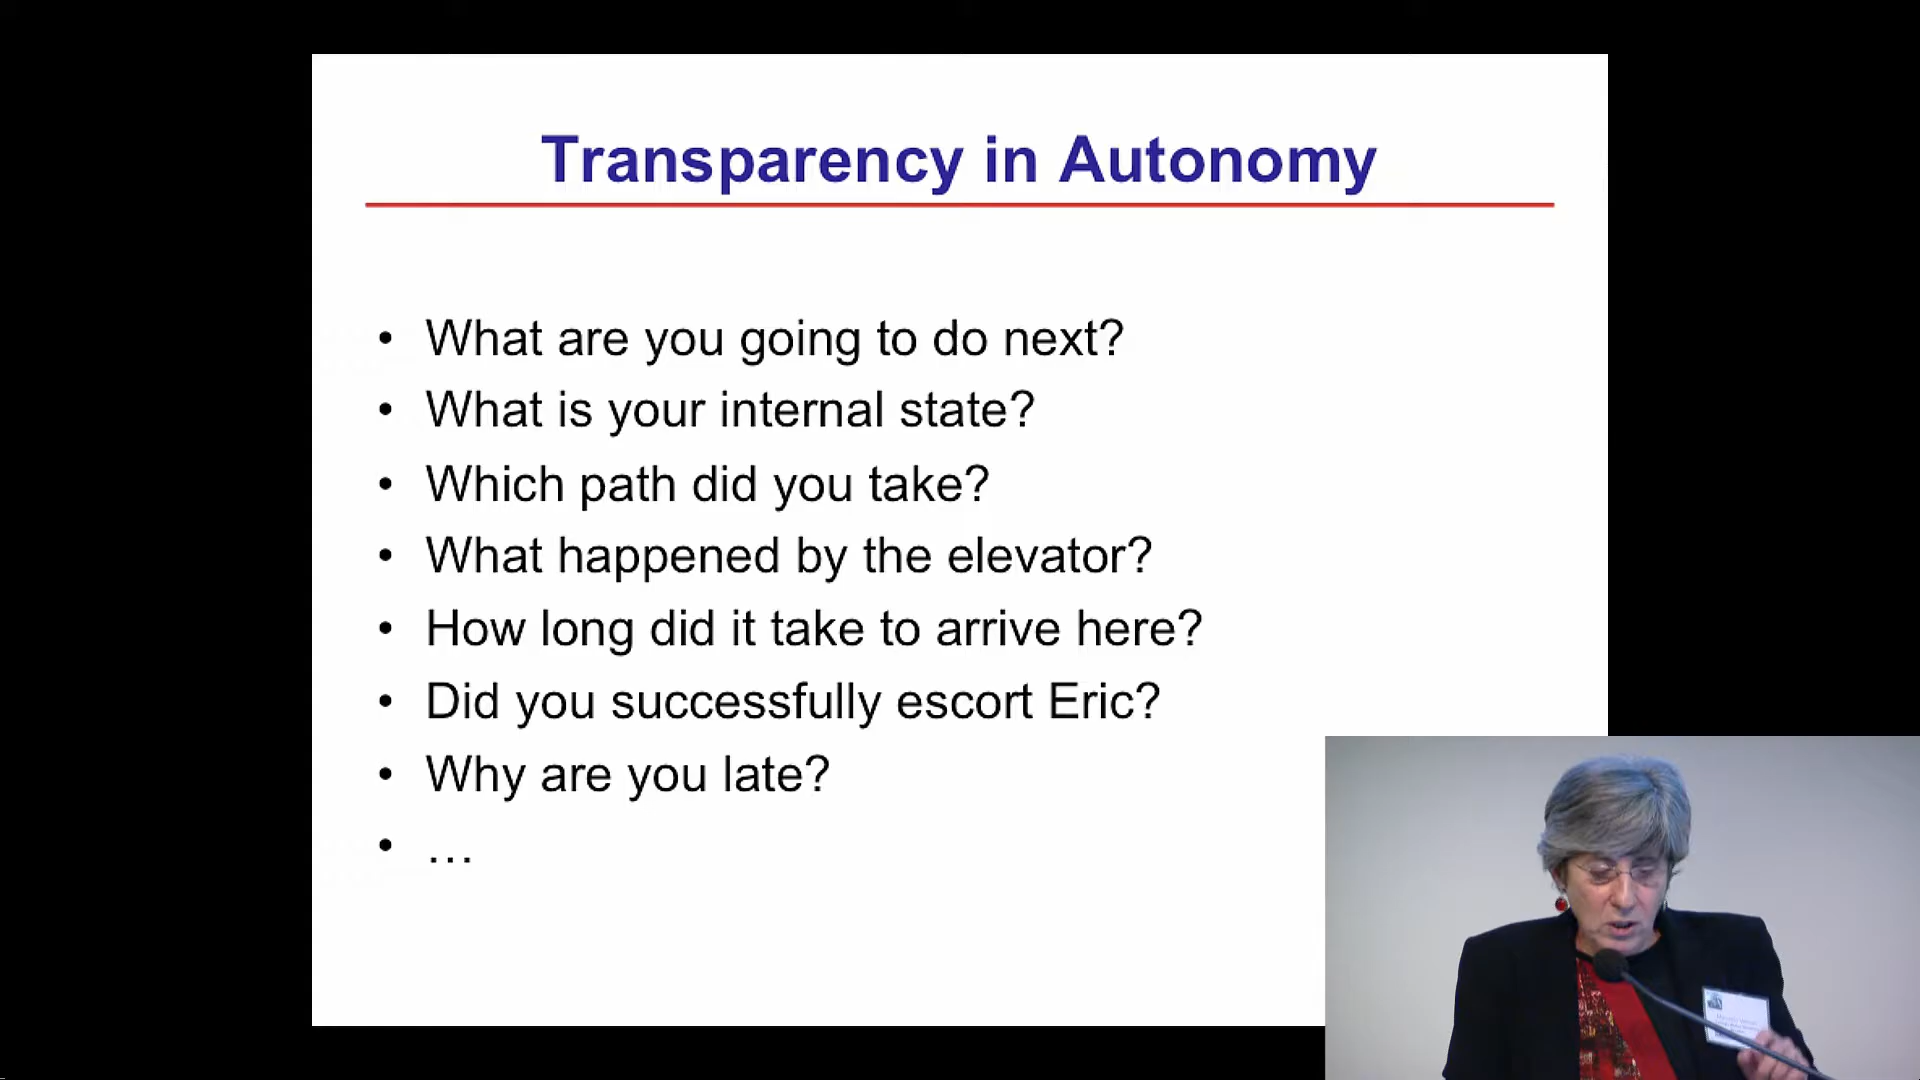 Transparency in Autonomy
• What are you going to do next?
• What is your internal state?
• Which path did you take?
• What happened by the elevator?
• How long did it take to arrive here?
• Did you successfully escort Eric?
• Why are you late?
• …